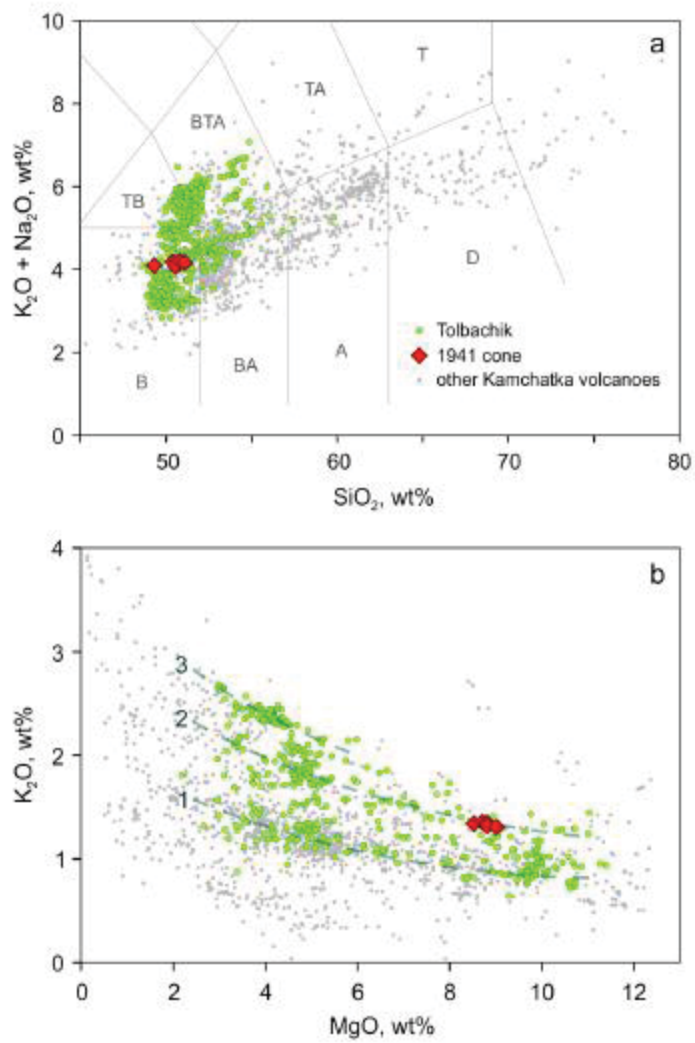 10
a
T
TA
8
BTA
K₂O + Na₂O, wt%
6
TB
4
D
Tolbachik
1941 cone
other Kamchatka volcanoes
2
B
BA
A
0
50
60
70
80
SiO₂, wt%
4
b
3
3
2
K₂O, wt%
2
1
1
0
0
2
4
6
8
10
12
MgO, wt%